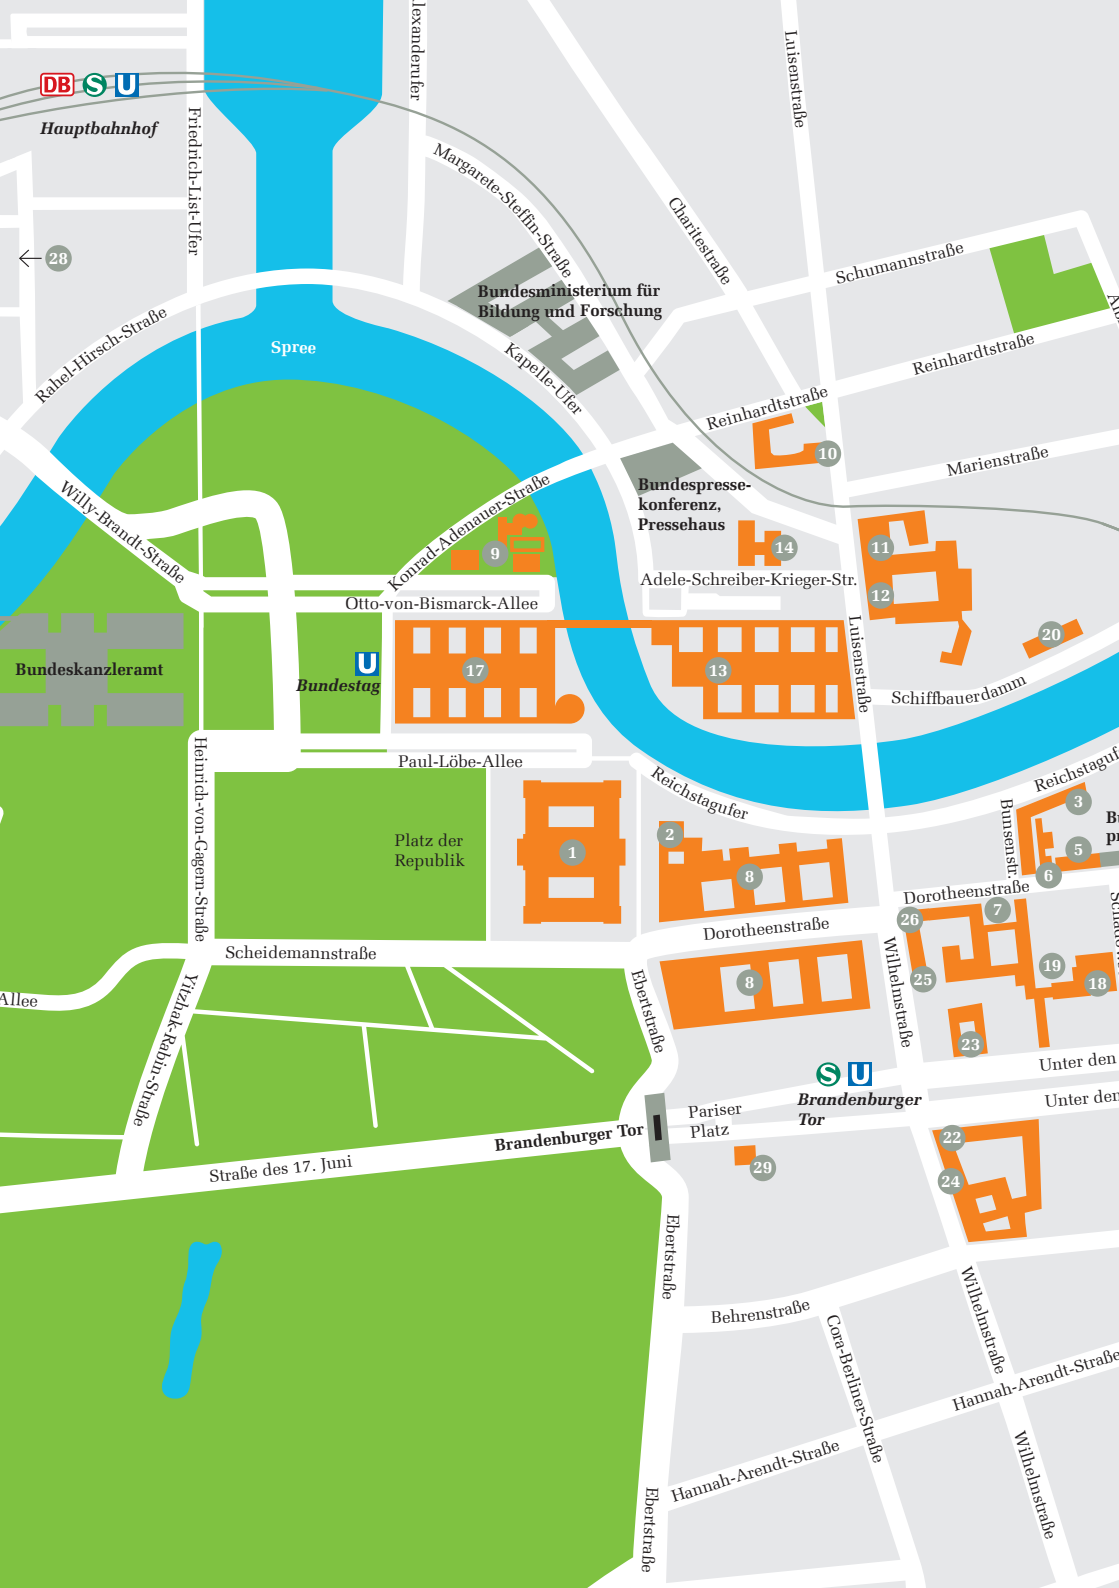 lexanderufer
Luisenstraße
DB S U
Hauptbahnhof
Friedrich-List-Ufer
Margarete-Steffin-Straße
Charitestraße
28
Schumannstraße
Bundesministerium für
Bildung und Forschung
Rahel-Hirsch-Straße
Spree
Kapelle-Ufer
Reinhardtstraße
Reinhardtstraße
10
Marienstraße
Willy-Brandt-Straße
Konrad-Adenauer-Straße
Bundespresse-
konferenz,
Pressehaus
9
14
11
Adele-Schreiber-Krieger-Str.
12
Otto-von-Bismarck-Allee
Luisenstraße
20
Bundeskanzleramt
U
Bundestag
17
13
Schiffbauerdamm
Heinrich-von-Gagern-Straße
Paul-Löbe-Allee
Reichstagufer
Reichstaguf
Bunsenstr.
3
Bu
pr
Platz der
Republik
1
2
8
5
6
Dorotheenstraße
7
26
Dorotheenstraße
Schadow
Scheidemannstraße
Wilhelmstraße
19
25
18
8
Allee
Yitzhak-Rabin-Straße
Ebertstraße
23
Unter den
S U
Brandenburger
Tor
Unter den
Pariser
Platz
Brandenburger Tor
22
Straße des 17. Juni
29
24
Ebertstraße
Behrenstraße
Wilhelmstraße
Cora-Berliner-Straße
Hannah-Arendt-Straße
Hannah-Arendt-Straße
Wilhelmstraße
Ebertstraße